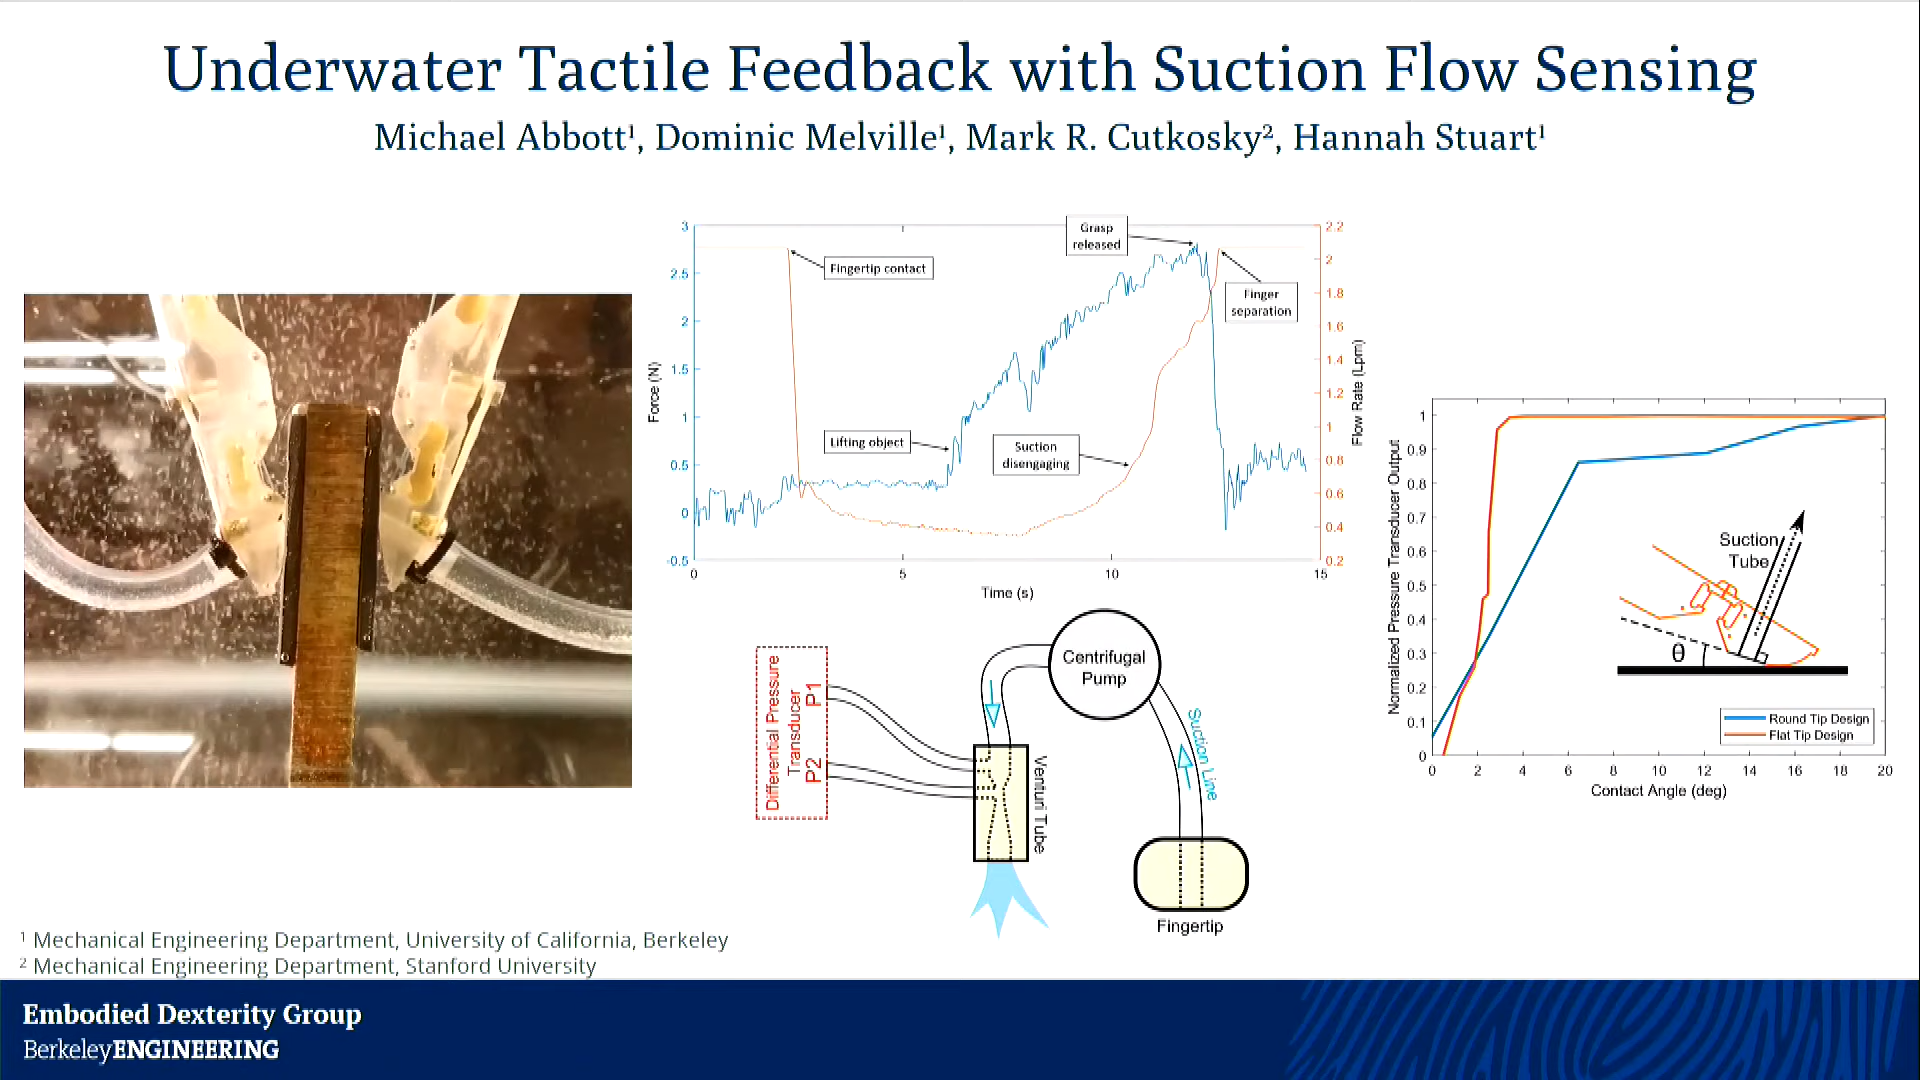 Underwater Tactile Feedback with Suction Flow Sensing
Michael Abbott¹, Dominic Melville¹, Mark R. Cutkosky², Hannah Stuart¹
3
2.5
2
1.5
1
0.5
0
-0.5
Force (N)
Fingertip contact
Grasp
released
Finger
separation
Lifting object
Suction
disengaging
2.2
2
1.8
1.6
1.4
1.2
1
0.8
0.6
0.4
0.2
Flow Rate (Lpm)
0
5
10
15
Time (s)
Differential Pressure
Transducer
P1
P2
Centrifugal
Pump
Venturi Tube
Suction Line
Fingertip
Normalized Pressure Transducer Output
1
0.9
0.8
0.7
0.6
0.5
0.4
0.3
0.2
0.1
0
Suction
Tube
θ
Round Tip Design
Flat Tip Design
0 2 4 6 8 10 12 14 16 18 20
Contact Angle (deg)
¹ Mechanical Engineering Department, University of California, Berkeley
² Mechanical Engineering Department, Stanford University
Embodied Dexterity Group
BerkeleyENGINEERING